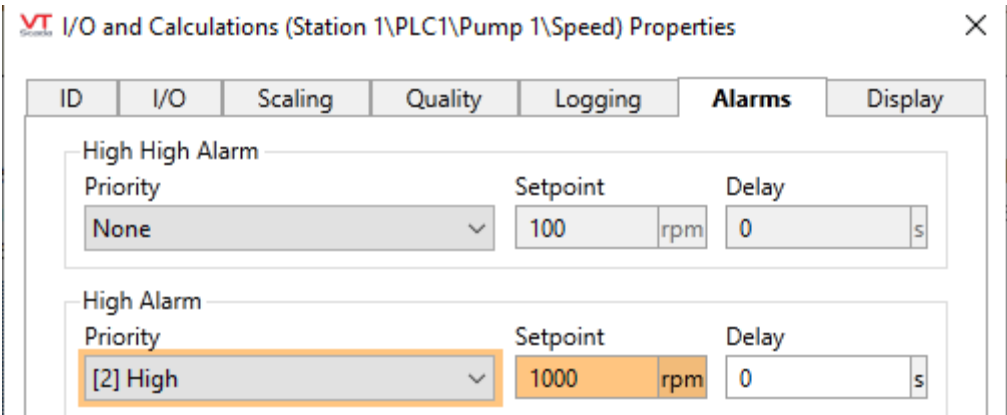 VT Scada I/O and Calculations (Station 1\PLC1\Pump 1\Speed) Properties
ID I/O Scaling Quality Logging Alarms Display
High High Alarm
Priority Setpoint Delay
None 100 rpm 0 s
High Alarm
Priority Setpoint Delay
[2] High 1000 rpm 0 s